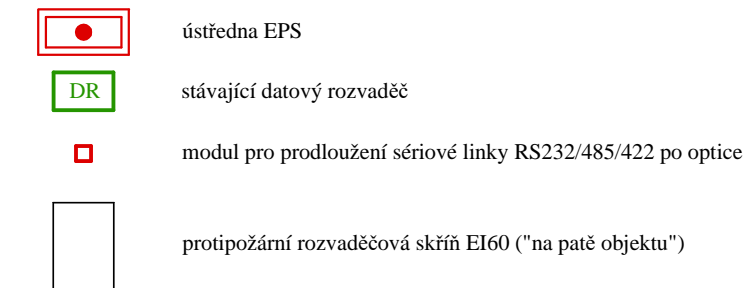 ústředna EPS
DR stávající datový rozvaděč
modul pro prodloužení sériové linky RS232/485/422 po optice
protipožární rozvaděčová skříň EI60 ("na patě objektu")